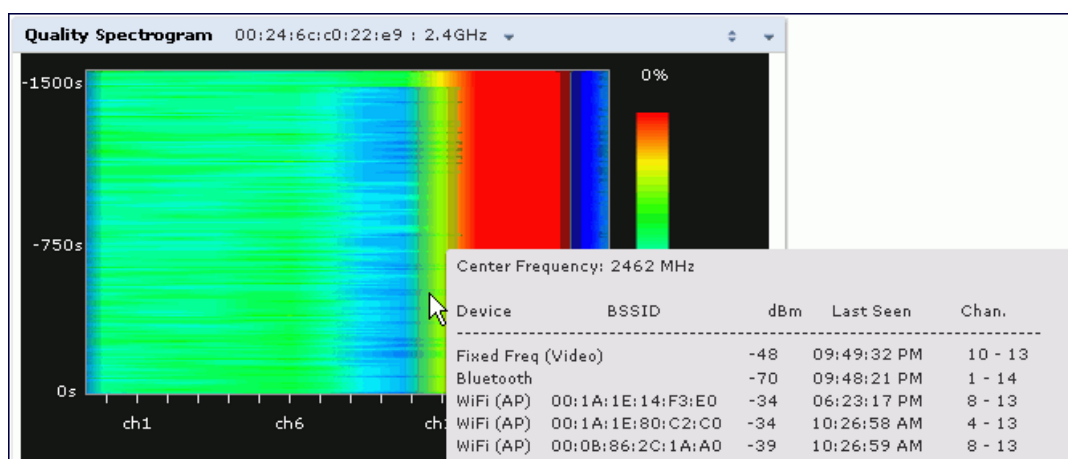 Quality Spectrogram 00:24:6c:c0:22:e9 : 2.4GHz
-1500s
0%
-750s
0s
ch1 ch6
Center Frequency: 2462 MHz
Device BSSID dBm Last Seen Chan.
Fixed Freq (Video) -48 09:49:32 PM 10 - 13
Bluetooth -70 09:48:21 PM 1 - 14
WiFi (AP) 00:1A:1E:14:F3:E0 -34 06:23:17 PM 8 - 13
WiFi (AP) 00:1A:1E:80:C2:C0 -34 10:26:58 AM 4 - 13
WiFi (AP) 00:0B:86:2C:1A:A0 -39 10:26:59 AM 8 - 13